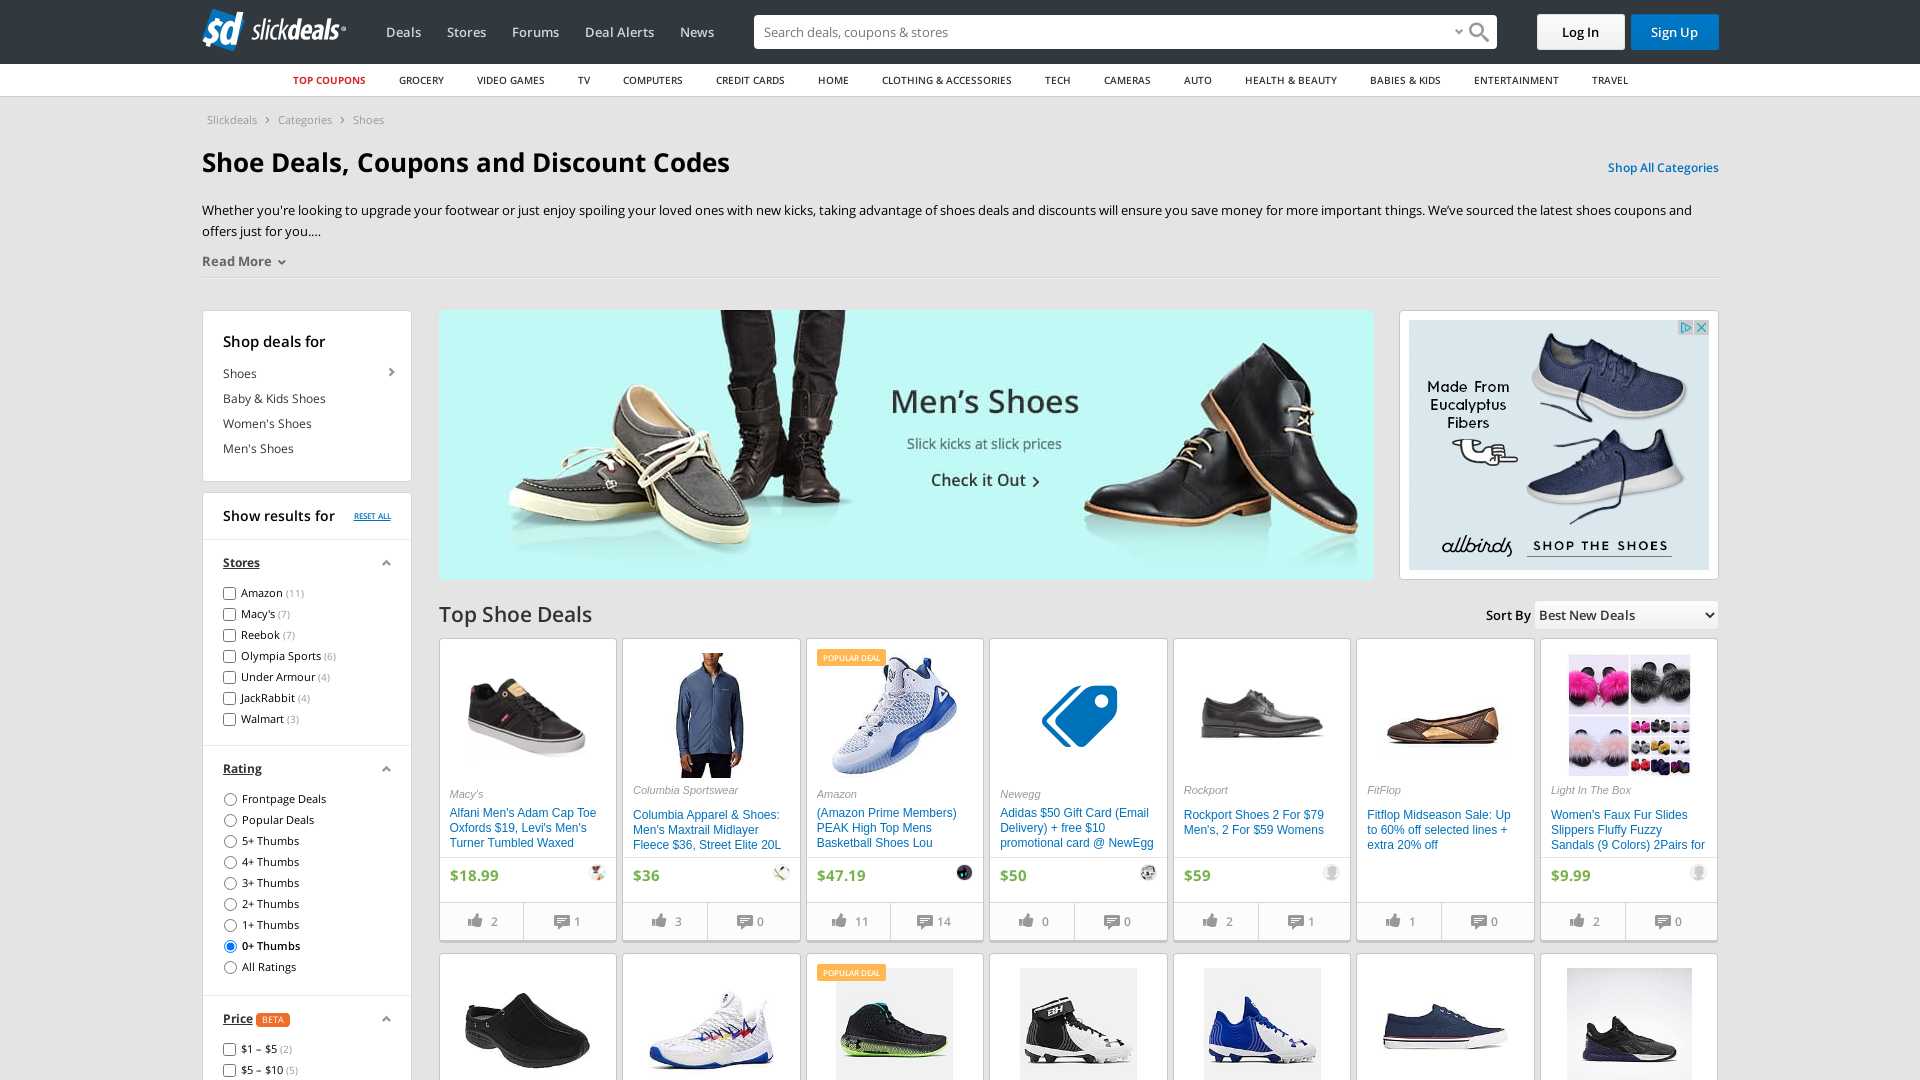 slickdeals
Deals
Stores
Forums
Deal Alerts
News
Search deals, coupons & stores
Log In
Sign Up
TOP COUPONS
GROCERY
VIDEO GAMES
TV
COMPUTERS
CREDIT CARDS
HOME
CLOTHING & ACCESSORIES
TECH
CAMERAS
AUTO
HEALTH & BEAUTY
BABIES & KIDS
ENTERTAINMENT
TRAVEL
Slickdeals > Categories > Shoes
Shoe Deals, Coupons and Discount Codes
Shop All Categories
Whether you're looking to upgrade your footwear or just enjoy spoiling your loved ones with new kicks, taking advantage of shoes deals and discounts will ensure you save money for more important things. We’ve sourced the latest shoes coupons and
offers just for you....
Read More
Shop deals for
Shoes
Baby & Kids Shoes
Women's Shoes
Men's Shoes
Show results for
RESET ALL
Stores
Amazon (11)
Macy's (7)
Reebok (7)
Olympia Sports (6)
Under Armour (4)
JackRabbit (4)
Walmart (3)
Rating
Frontpage Deals
Popular Deals
5+ Thumbs
4+ Thumbs
3+ Thumbs
2+ Thumbs
1+ Thumbs
0+ Thumbs
All Ratings
Price BETA
$1 – $5 (2)
$5 – $10 (5)
Men’s Shoes
Slick kicks at slick prices
Check it Out >
Made From
Eucalyptus
Fibers
allbirds
SHOP THE SHOES
Top Shoe Deals
Sort By Best New Deals
Macy's
Alfani Men's Adam Cap Toe
Oxfords $19, Levi's Men's
Turner Tumbled Waxed
$18.99
2
1
Columbia Sportswear
Columbia Apparel & Shoes:
Men's Maxtrail Midlayer
Fleece $36, Street Elite 20L
$36
3
0
POPULAR DEAL
Amazon
(Amazon Prime Members)
PEAK High Top Mens
Basketball Shoes Lou
$47.19
11
14
Newegg
Adidas $50 Gift Card (Email
Delivery) + free $10
promotional card @ NewEgg
$50
0
0
Rockport
Rockport Shoes 2 For $79
Men's, 2 For $59 Womens
$59
2
1
FitFlop
Fitflop Midseason Sale: Up
to 60% off selected lines +
extra 20% off
1
0
Light In The Box
Women's Faux Fur Slides
Slippers Fluffy Fuzzy
Sandals (9 Colors) 2Pairs for
$9.99
2
0
POPULAR DEAL
BH